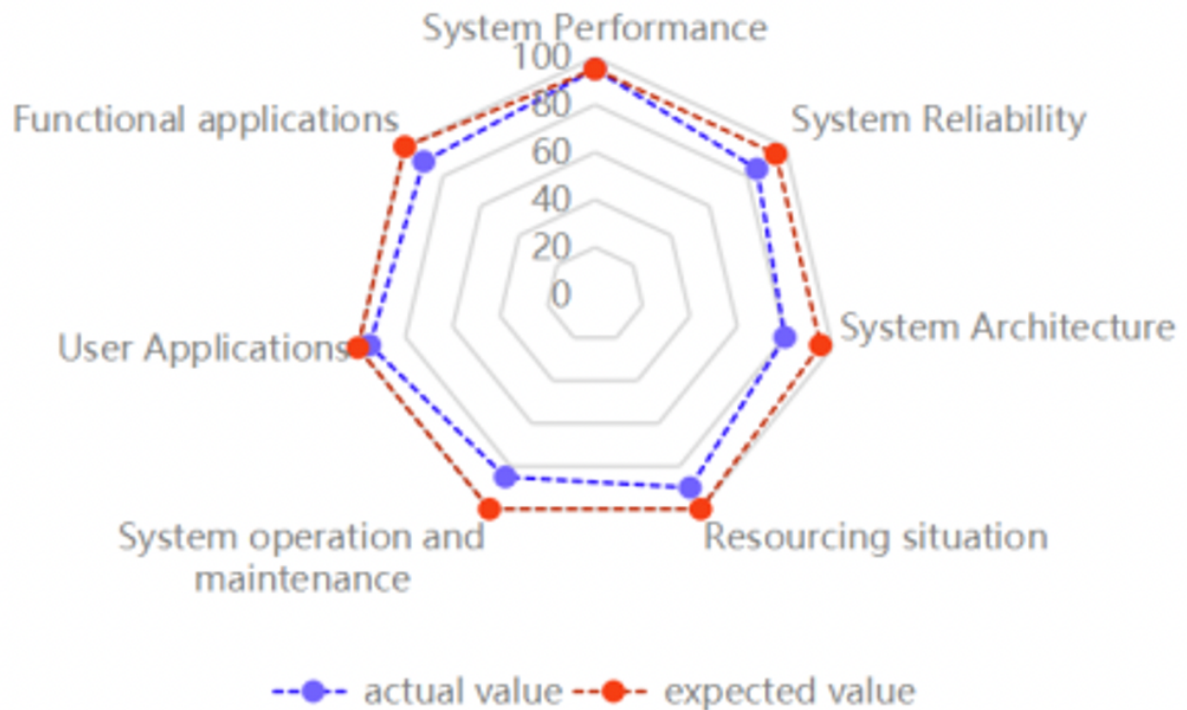 System Performance
100
Functional applications
80
System Reliability
60
40
20
0
System Architecture
User Applications
System operation and
maintenance
Resourcing situation
actual value
expected value